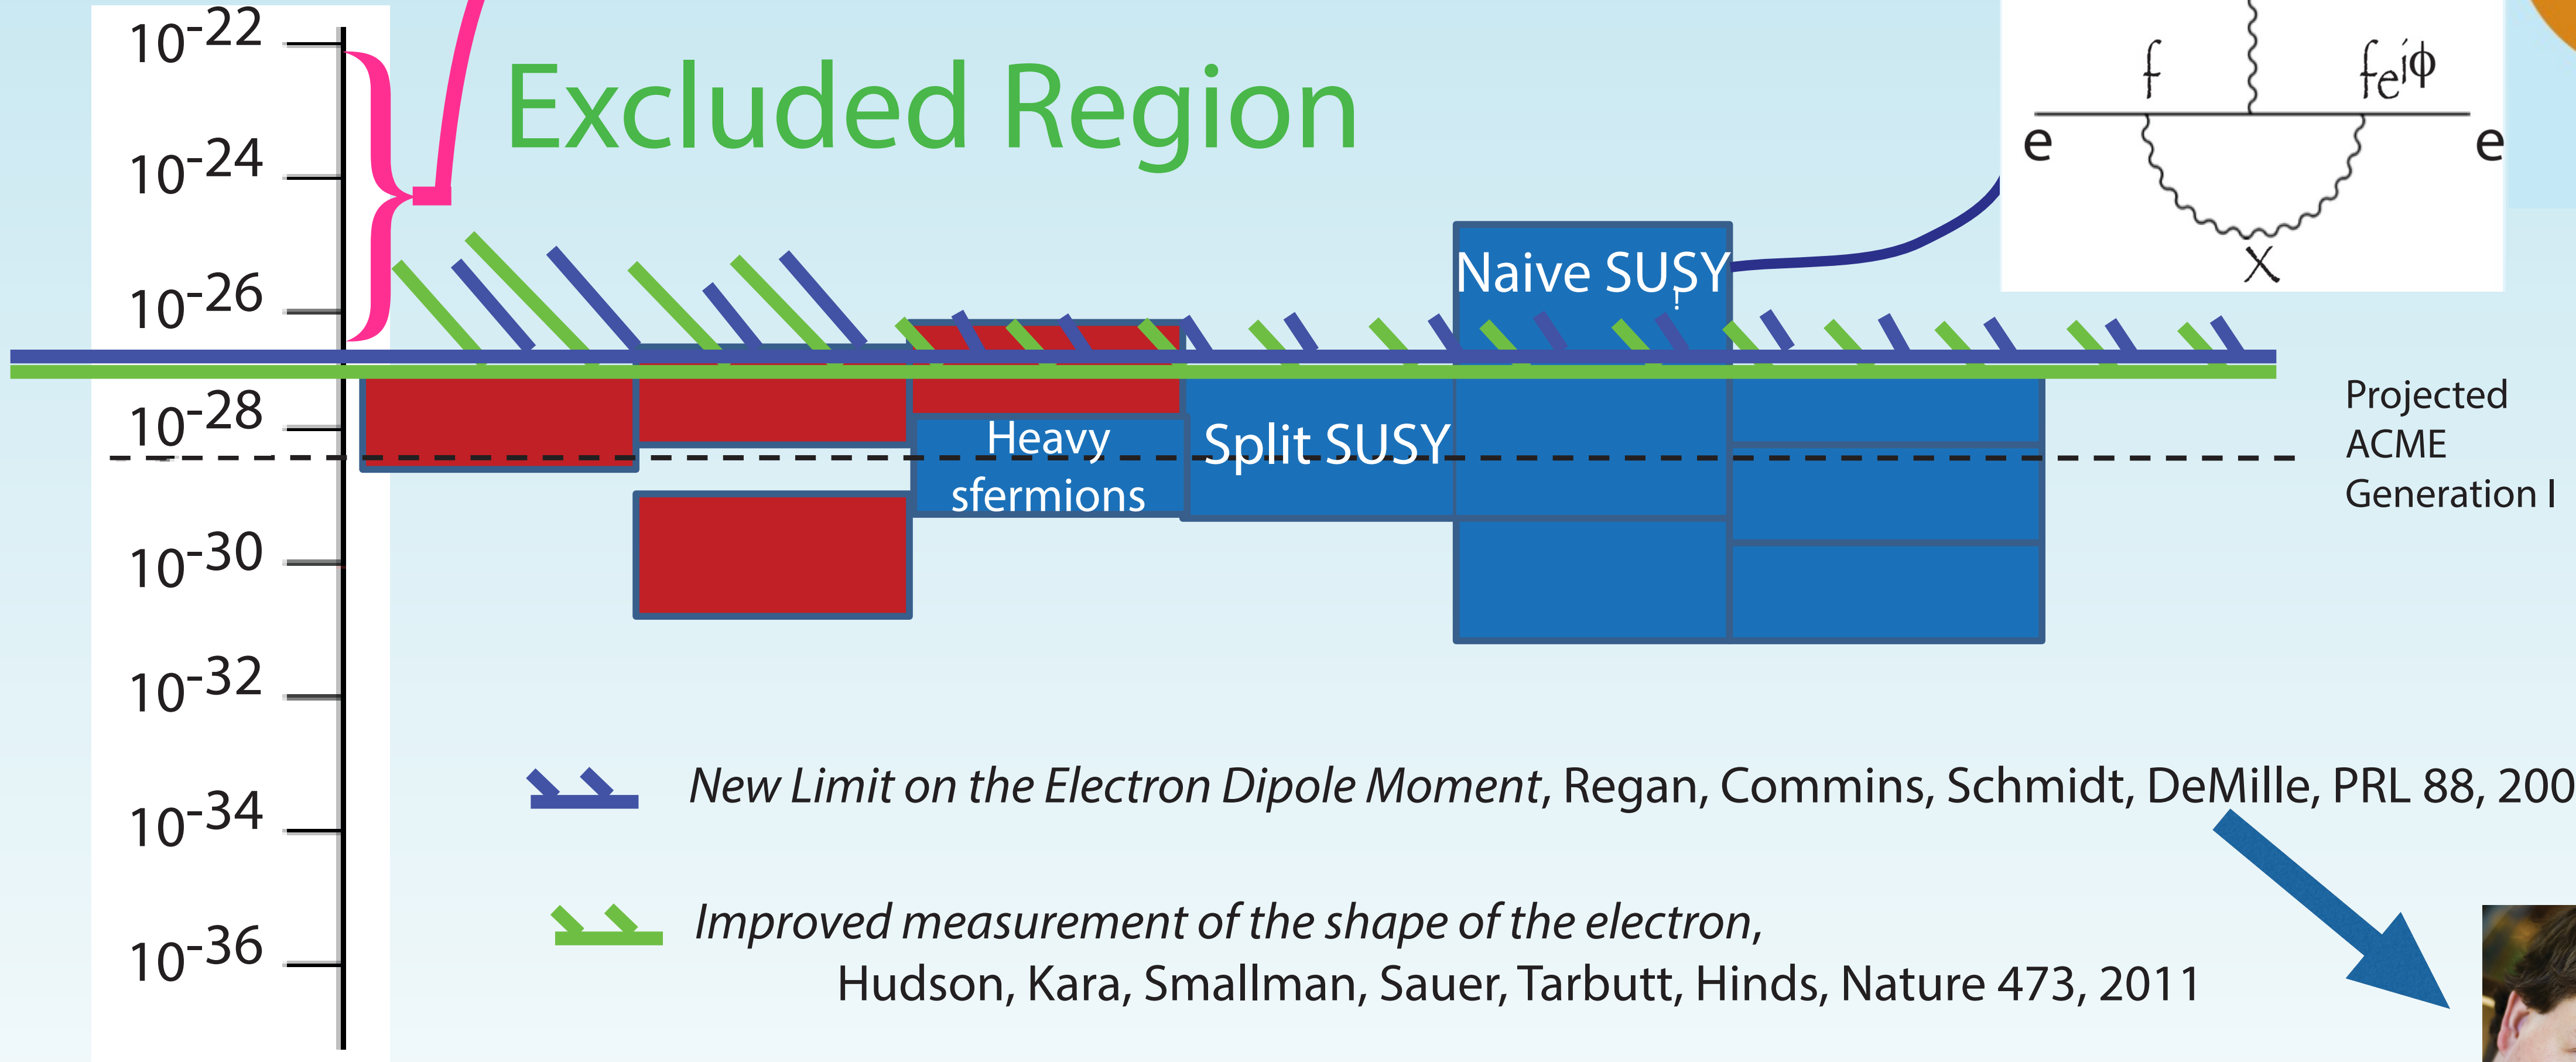 10-22
10-24
10-26
10-28
10-30
10-32
10-34
10-36
Excluded Region
f
feiϕ
e
e
χ
Naive SUSY
!
Heavy
sfermions
Split SUSY
Projected
ACME
Generation I
New Limit on the Electron Dipole Moment, Regan, Commins, Schmidt, DeMille, PRL 88, 200
Improved measurement of the shape of the electron,
Hudson, Kara, Smallman, Sauer, Tarbutt, Hinds, Nature 473, 2011